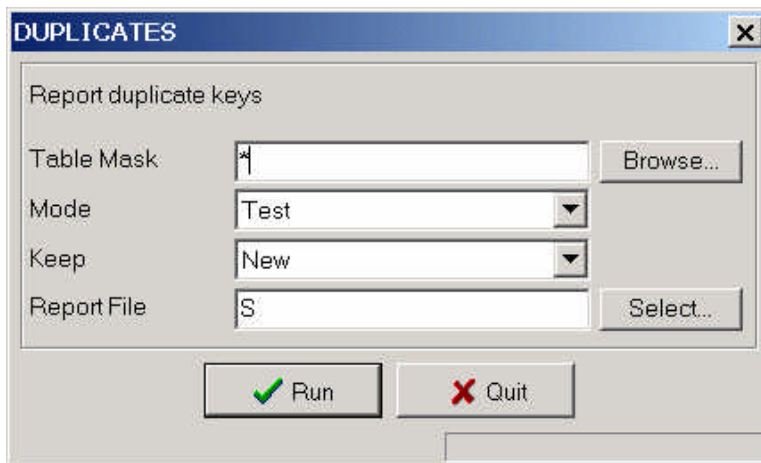 DUPLICATES
Report duplicate keys
Table Mask * Browse...
Mode Test
Keep New
Report File S Select...
Run Quit